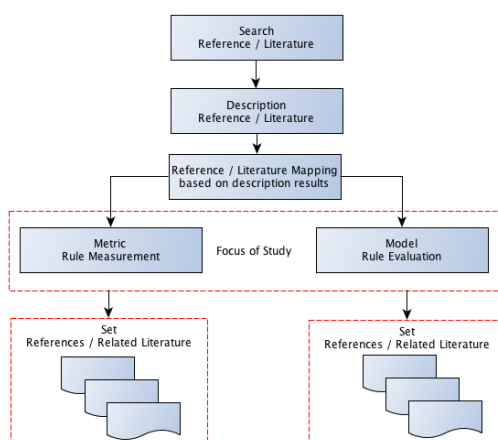 Search
Reference / Literature
Description
Reference / Literature
Reference / Literature Mapping
based on description results
Metric
Rule Measurement
Focus of Study
Model
Rule Evaluation
Set
References / Related Literature
Set
References / Related Literature